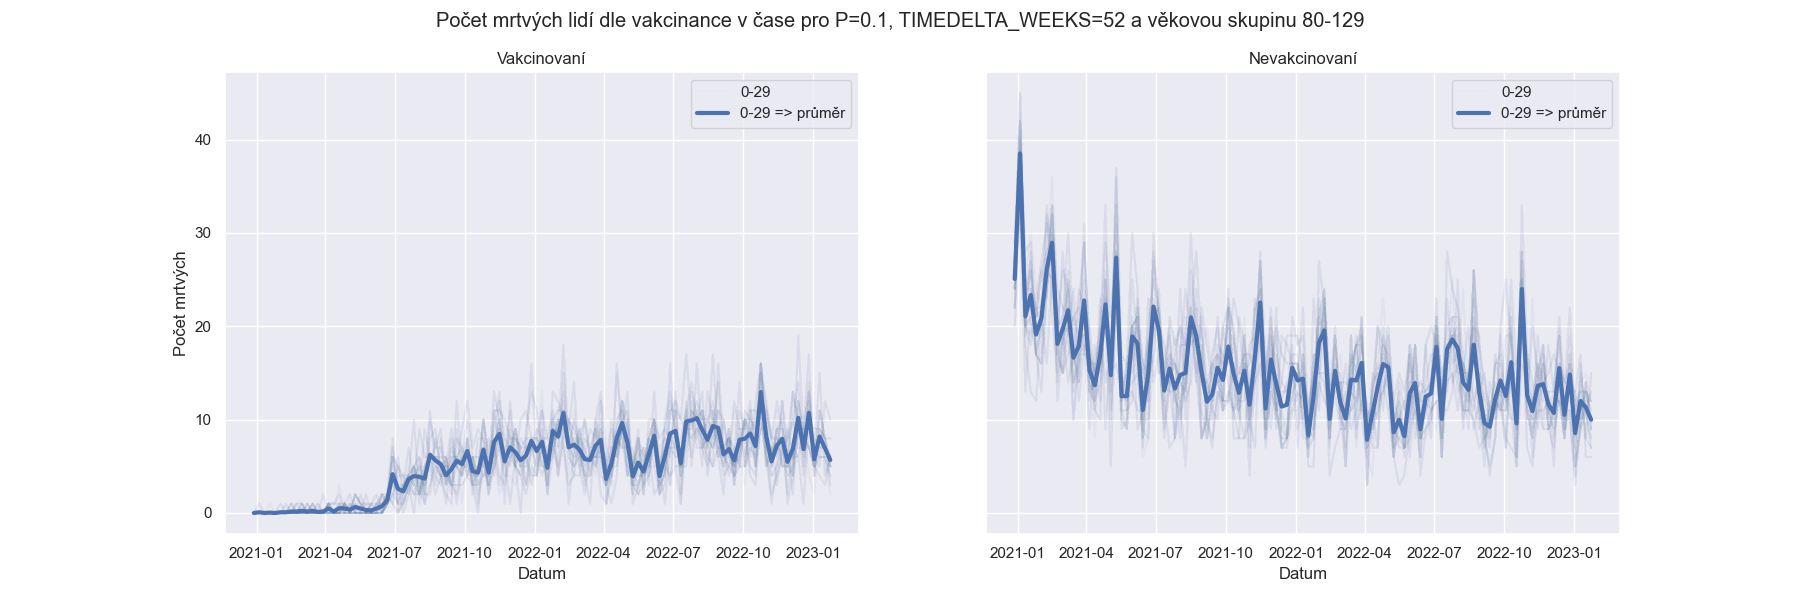 Počet mrtvých lidí dle vakcinance v čase pro P=0.1, TIMEDELTA_WEEKS=52 a věkovou skupinu 80-129
Vakcinovaní
0-29
0-29 => průměr
Počet mrtvých
40
30
20
10
0
2021-01 2021-04 2021-07 2021-10 2022-01 2022-04 2022-07 2022-10 2023-01
Datum
Nevakcinovaní
0-29
0-29 => průměr
2021-01 2021-04 2021-07 2021-10 2022-01 2022-04 2022-07 2022-10 2023-01
Datum